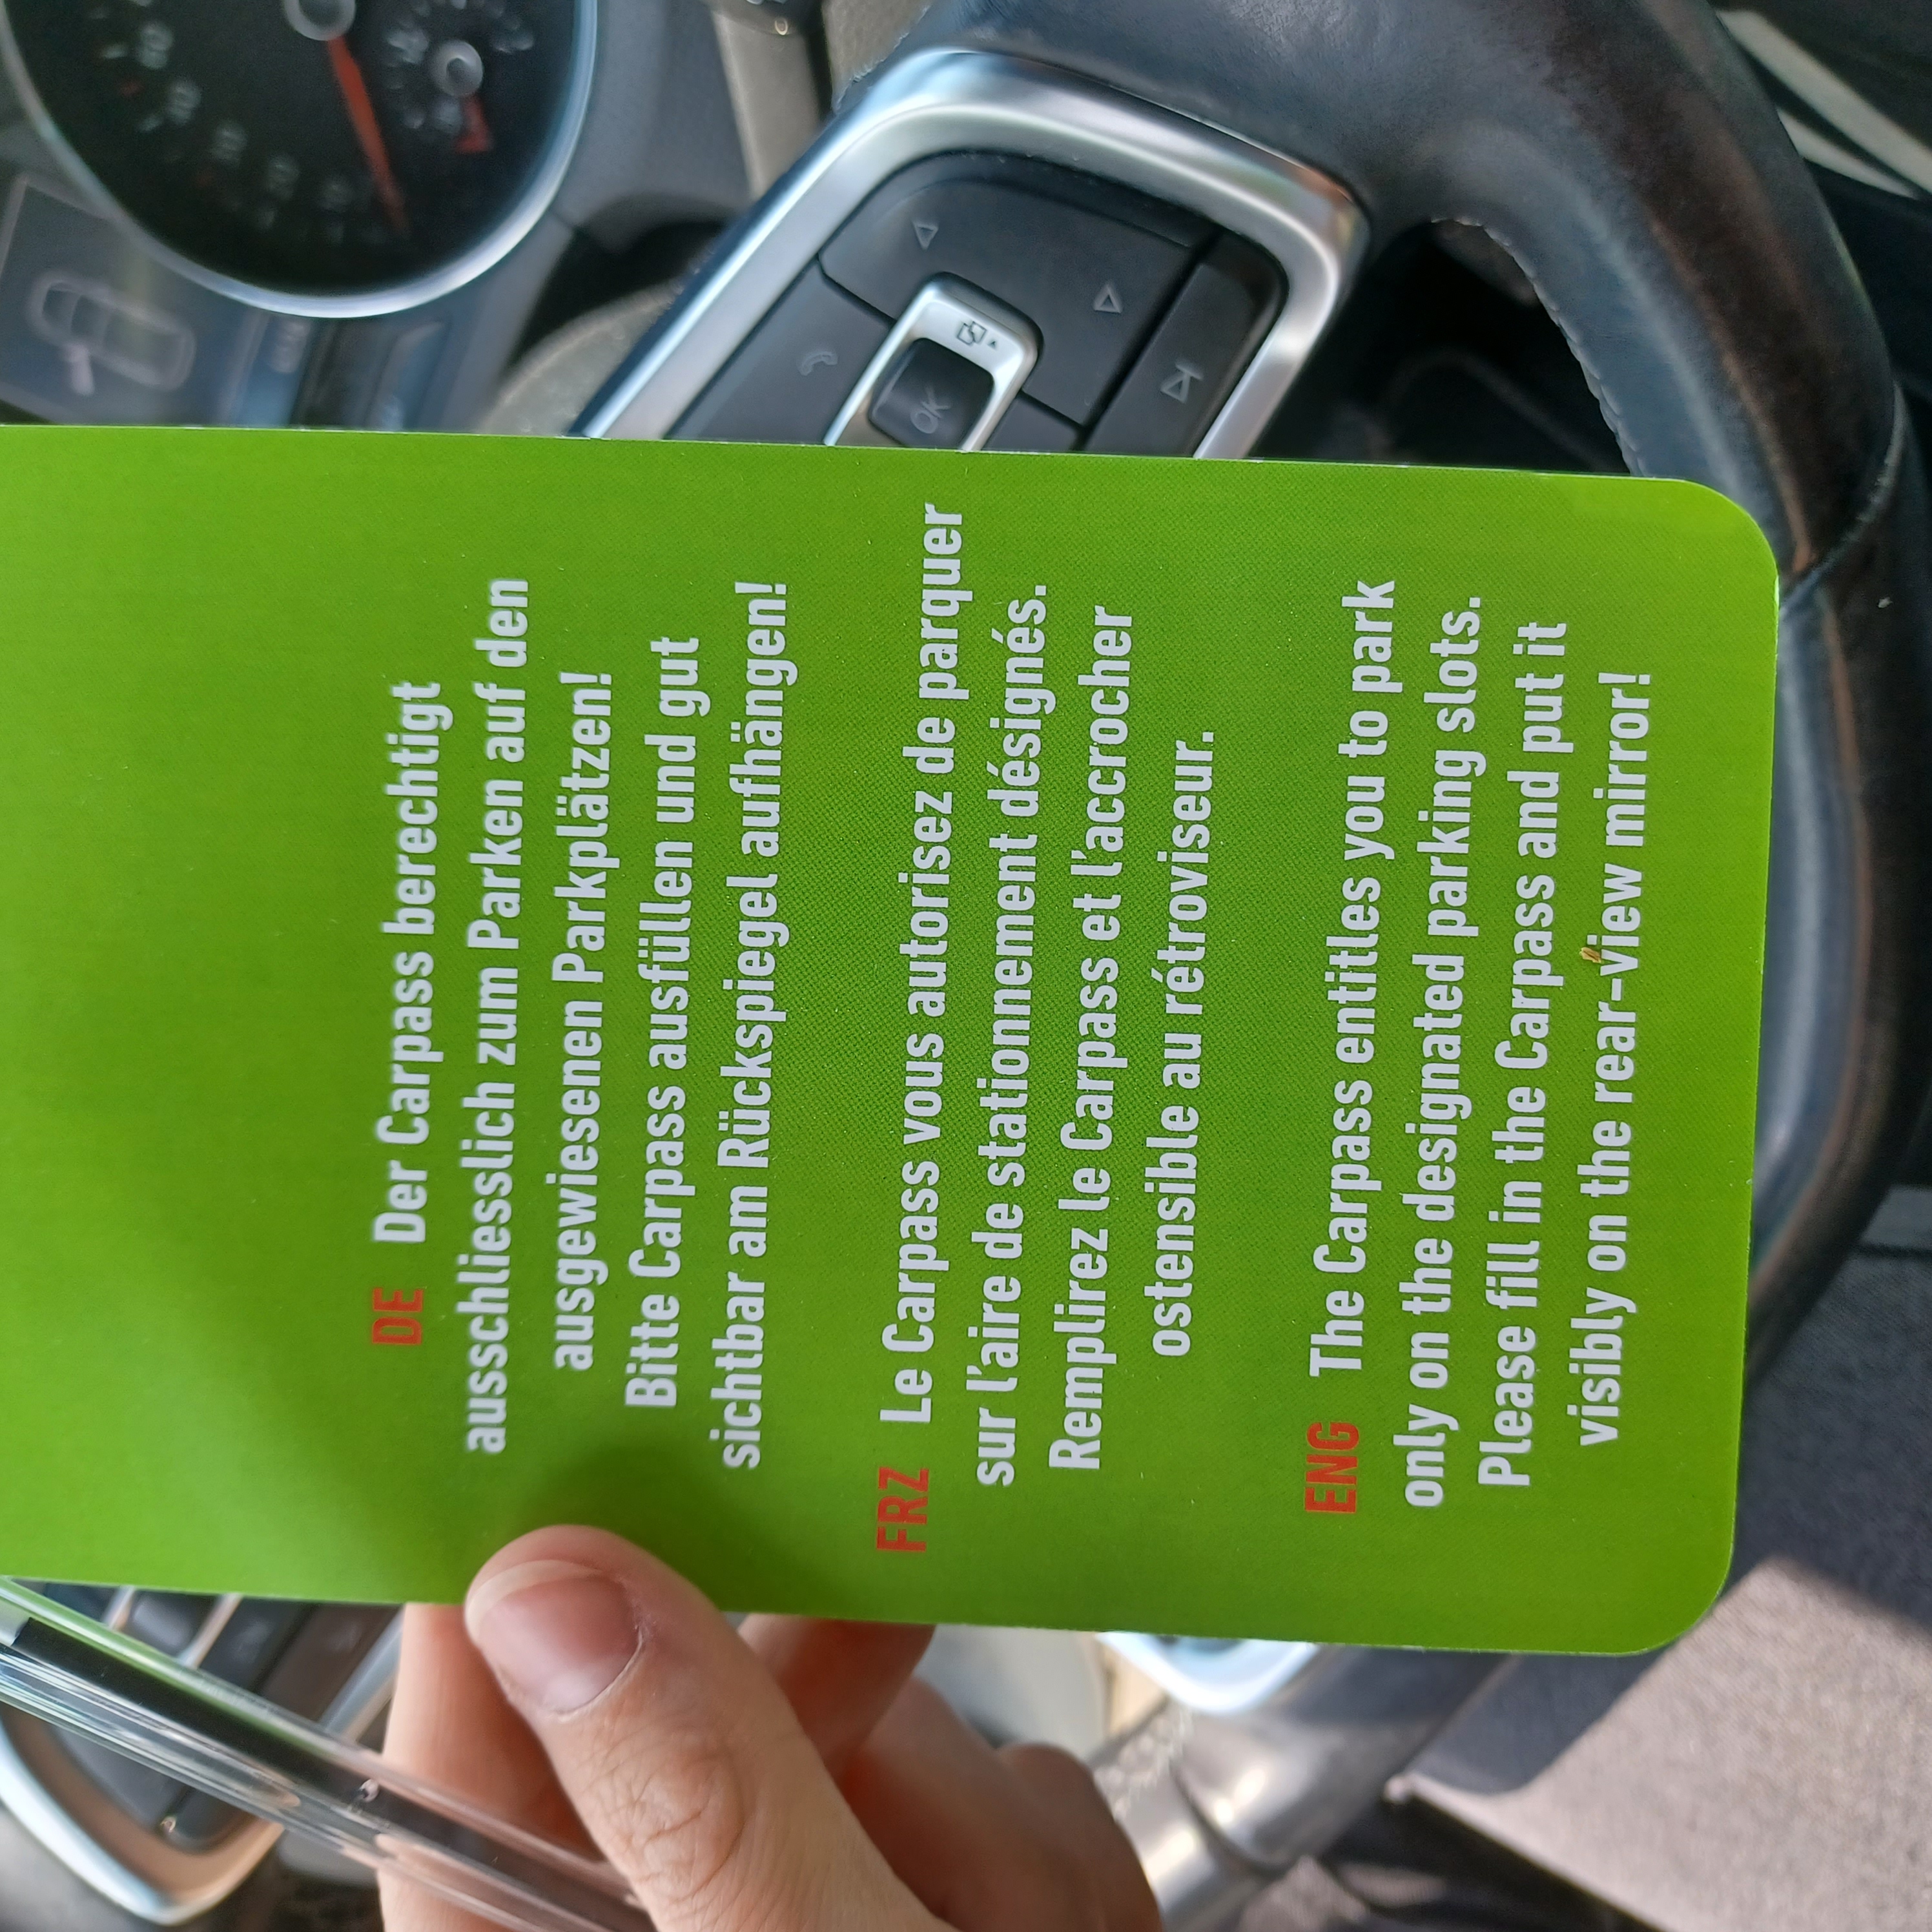 DE Der Carpass berechtigt
ausschliesslich zum Parken auf den
ausgewiesenen Parkplätzen!
Bitte Carpass ausfüllen und gut
sichtbar am Rückspiegel aufhängen!
FRZ Le Carpass vous autorisez de parquer
sur l'aire de stationnement désignés.
Remplirez le Carpass et l'accrocher
ostensible au rétroviseur.
ENG The Carpass entitles you to park
only on the designated parking slots.
Please fill in the Carpass and put it
visibly on the rear-view mirror!
OK